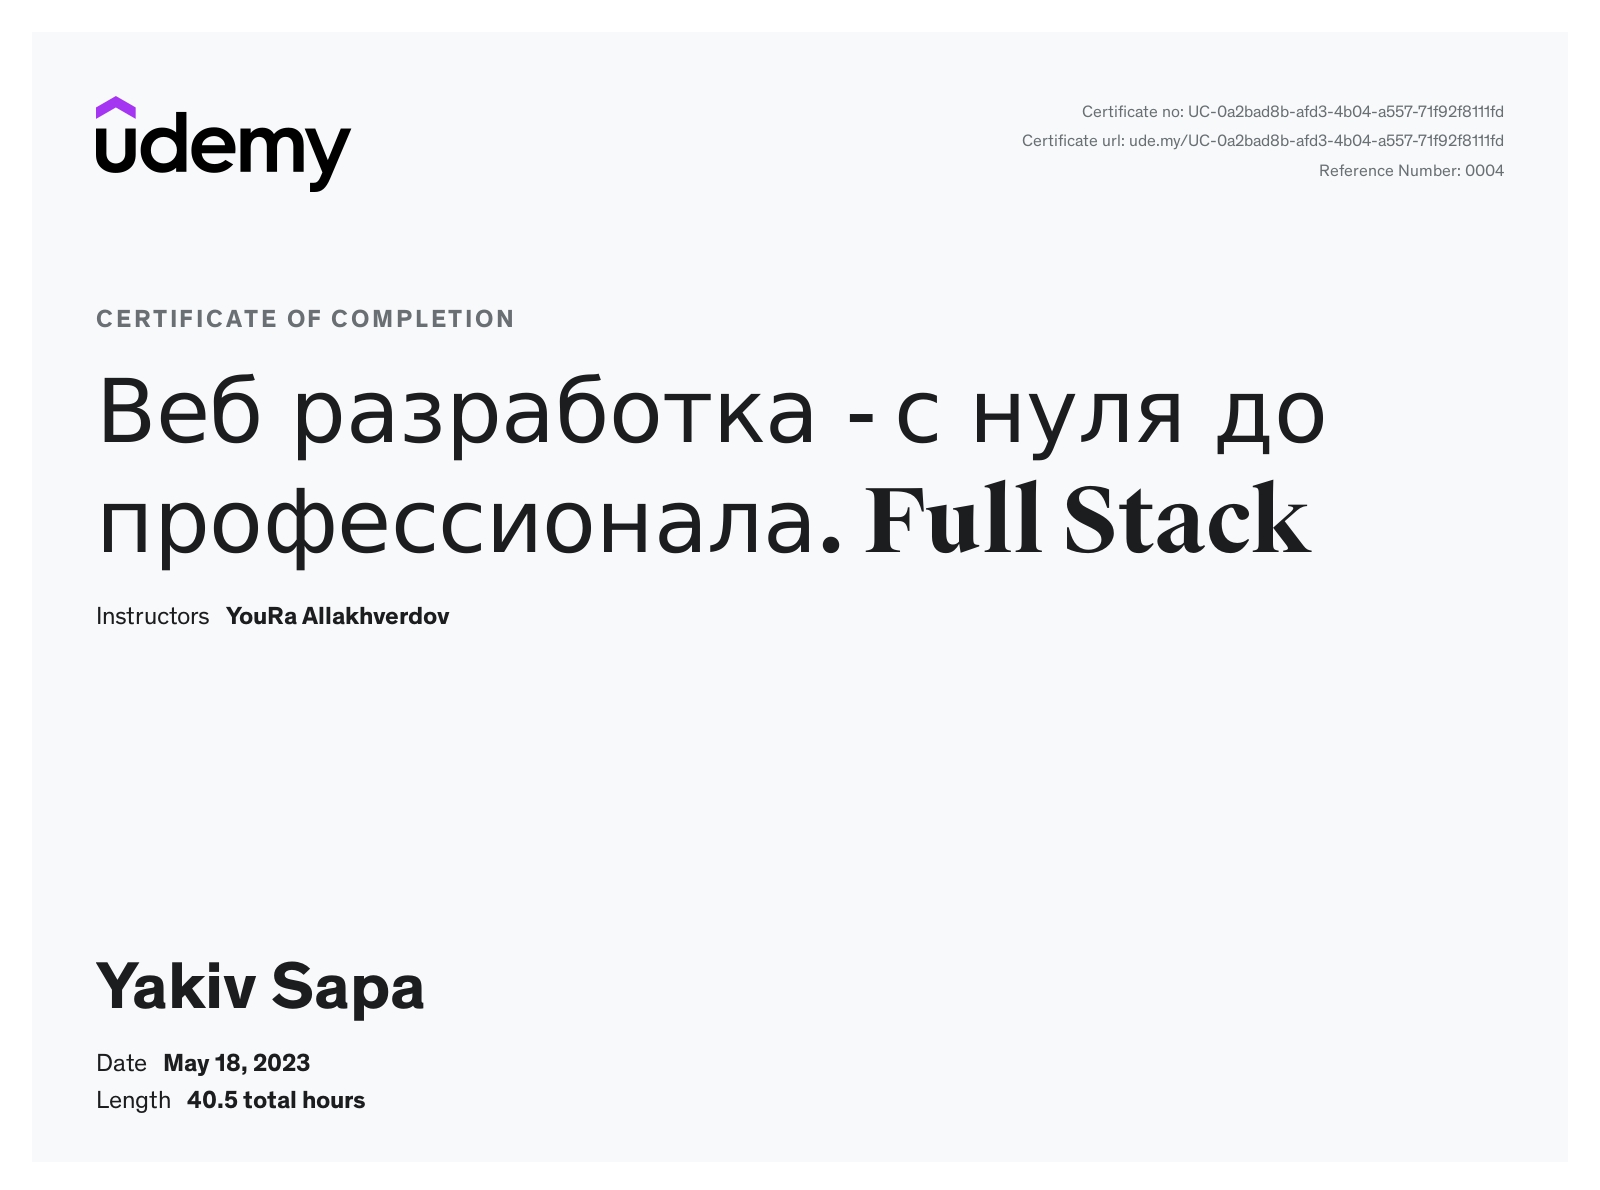 udemy
Certificate no: UC-0a2bad8b-afd3-4b04-a557-71f92f8111fd
Certificate url: ude.my/UC-0a2bad8b-afd3-4b04-a557-71f92f8111fd
Reference Number: 0004
CERTIFICATE OF COMPLETION
Веб разработка - с нуля до
профессионала. Full Stack
Instructors YouRa Allakhverdov
Yakiv Sapa
Date May 18, 2023
Length 40.5 total hours